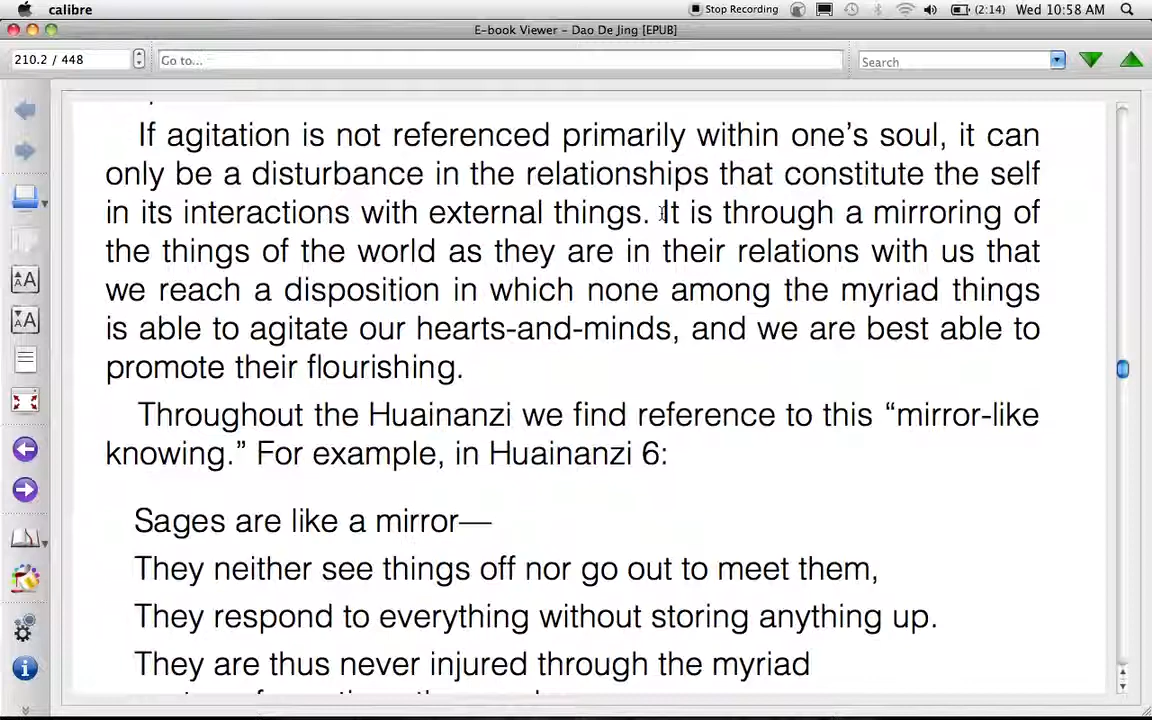 calibre Stop Recording (2:14) Wed 10:58 AM
E-book Viewer – Dao De Jing [EPUB]
210.2 / 448 Go to... Search
If agitation is not referenced primarily within one’s soul, it can
only be a disturbance in the relationships that constitute the self
in its interactions with external things. It is through a mirroring of
the things of the world as they are in their relations with us that
we reach a disposition in which none among the myriad things
is able to agitate our hearts-and-minds, and we are best able to
promote their flourishing.
Throughout the Huainanzi we find reference to this “mirror-like
knowing.” For example, in Huainanzi 6:
Sages are like a mirror—
They neither see things off nor go out to meet them,
They respond to everything without storing anything up.
They are thus never injured through the myriad